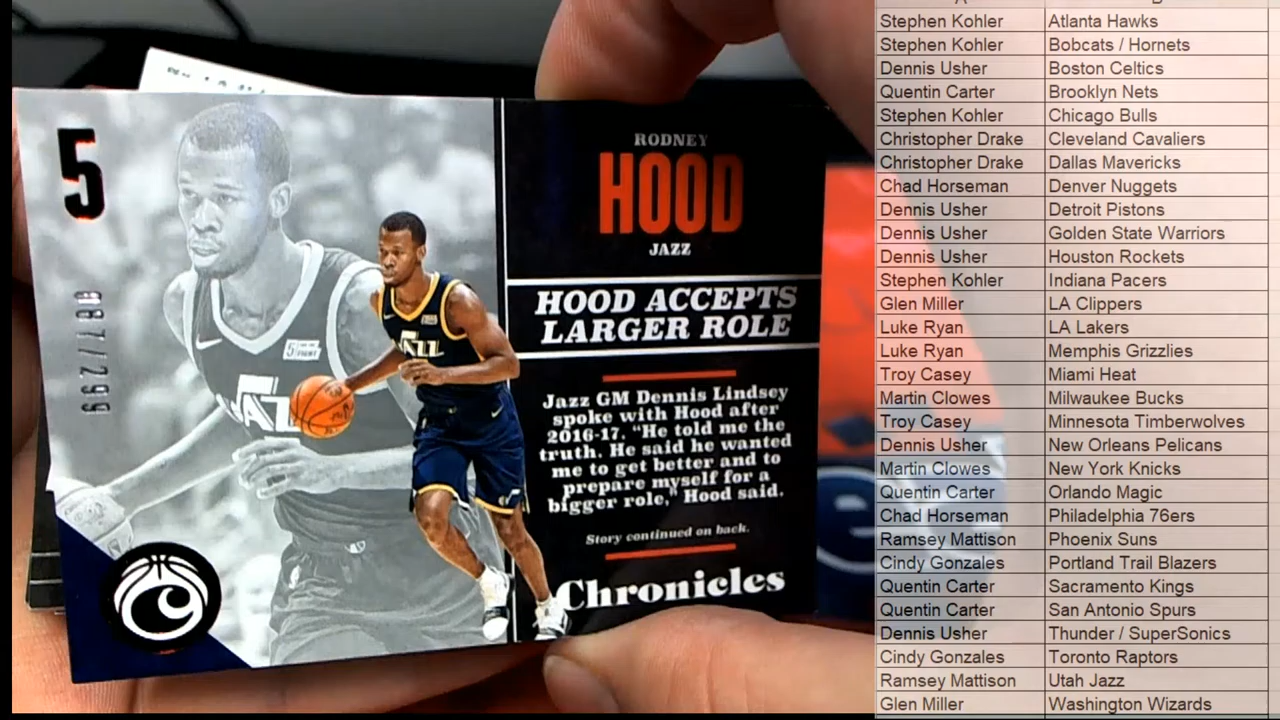 5
087/299
RODNEY
HOOD
JAZZ
HOOD ACCEPTS
LARGER ROLE
Jazz GM Dennis Lindsey
spoke with Hood after
2016-17. “He told me the
truth. He said he wanted
me to get better and to
prepare myself for a
bigger role,” Hood said.
Story continued on back.
Chronicles
Stephen Kohler Atlanta Hawks
Stephen Kohler Bobcats / Hornets
Dennis Usher Boston Celtics
Quentin Carter Brooklyn Nets
Stephen Kohler Chicago Bulls
Christopher Drake Cleveland Cavaliers
Christopher Drake Dallas Mavericks
Chad Horseman Denver Nuggets
Dennis Usher Detroit Pistons
Dennis Usher Golden State Warriors
Dennis Usher Houston Rockets
Stephen Kohler Indiana Pacers
Glen Miller LA Clippers
Luke Ryan LA Lakers
Luke Ryan Memphis Grizzlies
Troy Casey Miami Heat
Martin Clowes Milwaukee Bucks
Troy Casey Minnesota Timberwolves
Dennis Usher New Orleans Pelicans
Martin Clowes New York Knicks
Quentin Carter Orlando Magic
Chad Horseman Philadelphia 76ers
Ramsey Mattison Phoenix Suns
Cindy Gonzales Portland Trail Blazers
Quentin Carter Sacramento Kings
Quentin Carter San Antonio Spurs
Dennis Usher Thunder / SuperSonics
Cindy Gonzales Toronto Raptors
Ramsey Mattison Utah Jazz
Glen Miller Washington Wizards